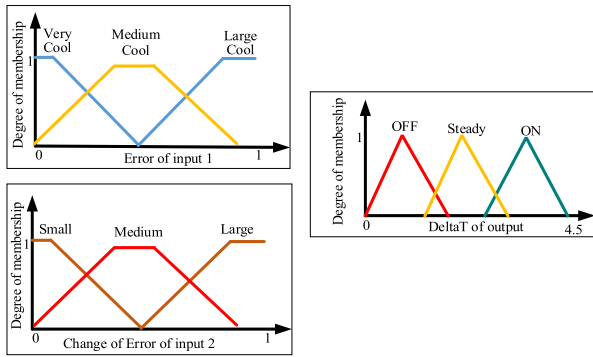 Very
Cool
Medium
Cool
Large
Cool
Degree of membership
1
0
Error of input 1
1
Small
Medium
Large
Degree of membership
1
0
Change of Error of input 2
1
OFF
Steady
ON
Degree of membership
1
0
DeltaT of output
4.5